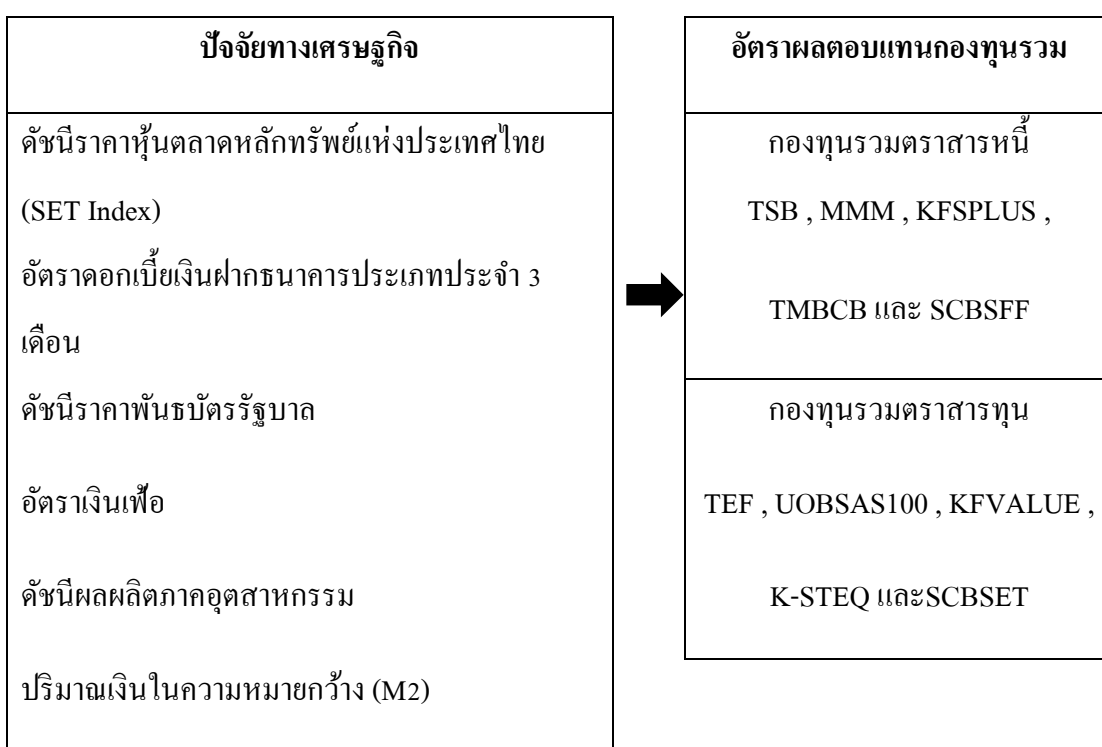 ปัจจัยทางเศรษฐกิจ
ดัชนีราคาหุ้นตลาดหลักทรัพย์แห่งประเทศไทย
(SET Index)
อัตราดอกเบี้ยเงินฝากธนาคารประเภทประจำ 3
เดือน
ดัชนีราคาพันธบัตรรัฐบาล
อัตราเงินเฟ้อ
ดัชนีผลผลิตภาคอุตสาหกรรม
ปริมาณเงินในความหมายกว้าง (M2)
อัตราผลตอบแทนกองทุนรวม
กองทุนรวมตราสารหนี้
TSB , MMM , KFSPLUS ,
TMBCB และ SCBSFF
กองทุนรวมตราสารทุน
TEF , UOBSAS100 , KFVALUE ,
K-STEQ และSCBSET